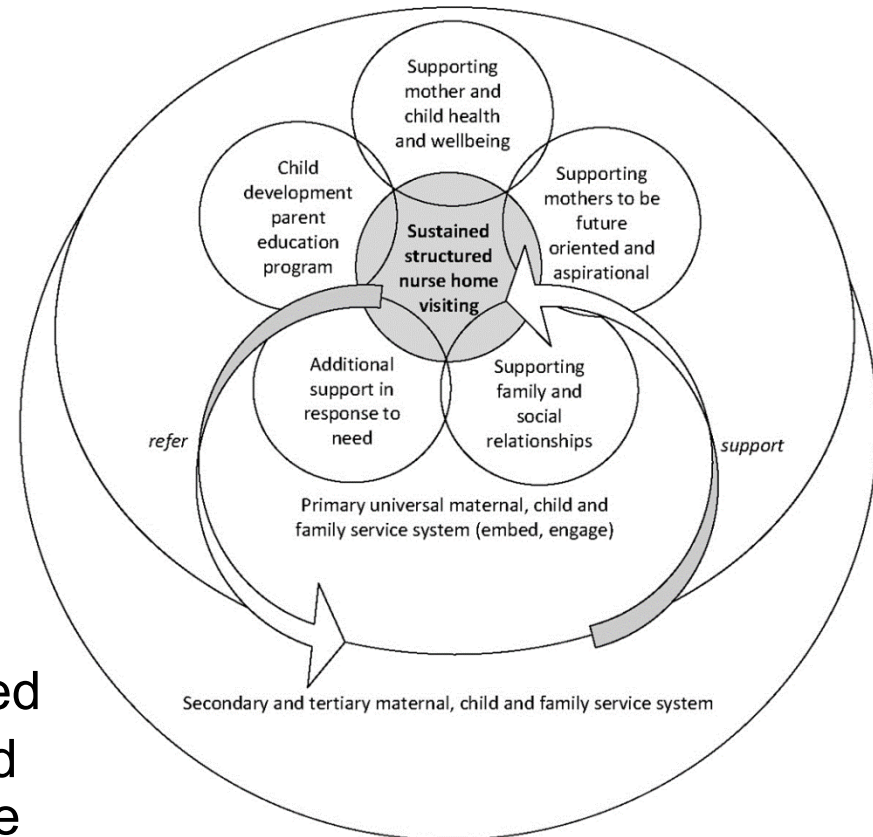 Supporting
mother and
child health
and wellbeing
Child
development
parent
education
program
Supporting
mothers to be
future
oriented and
aspirational
Sustained
structured
nurse home
visiting
Additional
support in
response to
need
Supporting
family and
social
relationships
refer
support
Primary universal maternal, child and
family service system (embed, engage)
Secondary and tertiary maternal, child and family service system